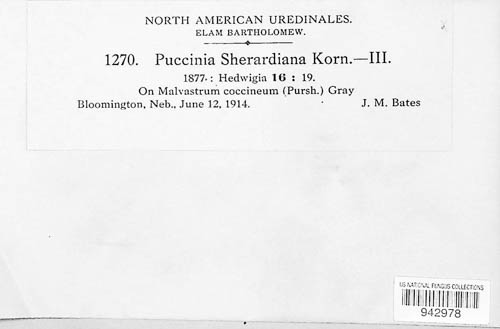 NORTH AMERICAN UREDINALES.
ELAM BARTHOLOMEW.
1270. Puccinia Sherardiana Korn.—III.
1877 : Hedwigia 16 : 19.
On Malvastrum coccineum (Pursh.) Gray
Bloomington, Neb., June 12, 1914. J. M. Bates
US NATIONAL FUNGUS COLLECTIONS
942978